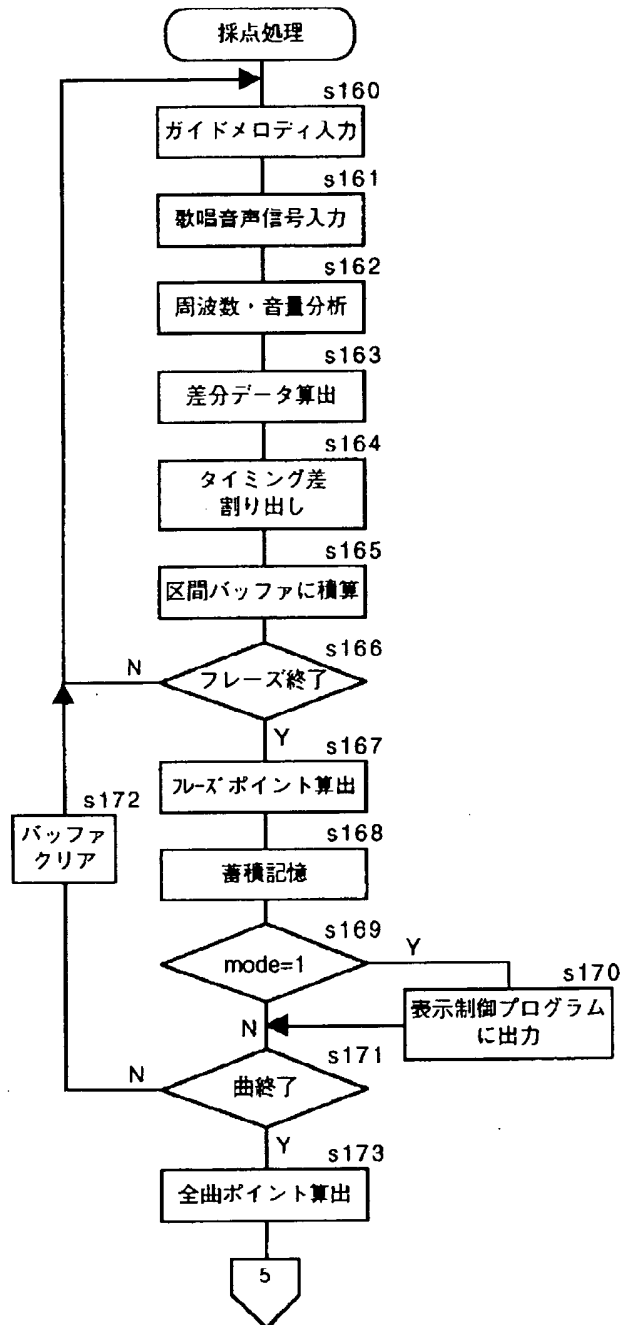 採点処理
s160
ガイドメロディ入力
s161
歌唱音声信号入力
s162
周波数・音量分析
s163
差分データ算出
s164
タイミング差
割り出し
s165
区間バッファに積算
s166
フレーズ終了
N
Y
s167
フレーズポイント算出
s172
バッファ
クリア
s168
蓄積記憶
s169
mode=1
Y
s170
表示制御プログラム
に出力
N
s171
曲終了
N
Y
s173
全曲ポイント算出
5